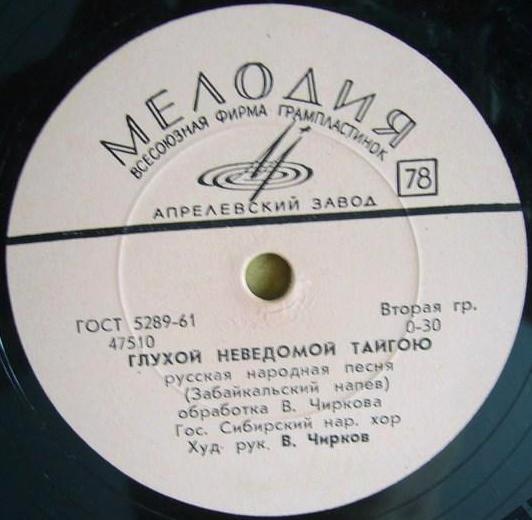 МЕЛОДИЯ
ВСЕСОЮЗНАЯ ФИРМА ГРАМПЛАСТИНОК
78
АПРЕЛЕВСКИЙ ЗАВОД
ГОСТ 5289-61
Вторая гр.
47510
0-30
ГЛУХОЙ НЕВЕДОМОЙ ТАЙГОЮ
русская народная песня
(Забайкальский напев)
обработка В. Чиркова
Гос. Сибирский нар. хор
Худ. рук. В. Чирков